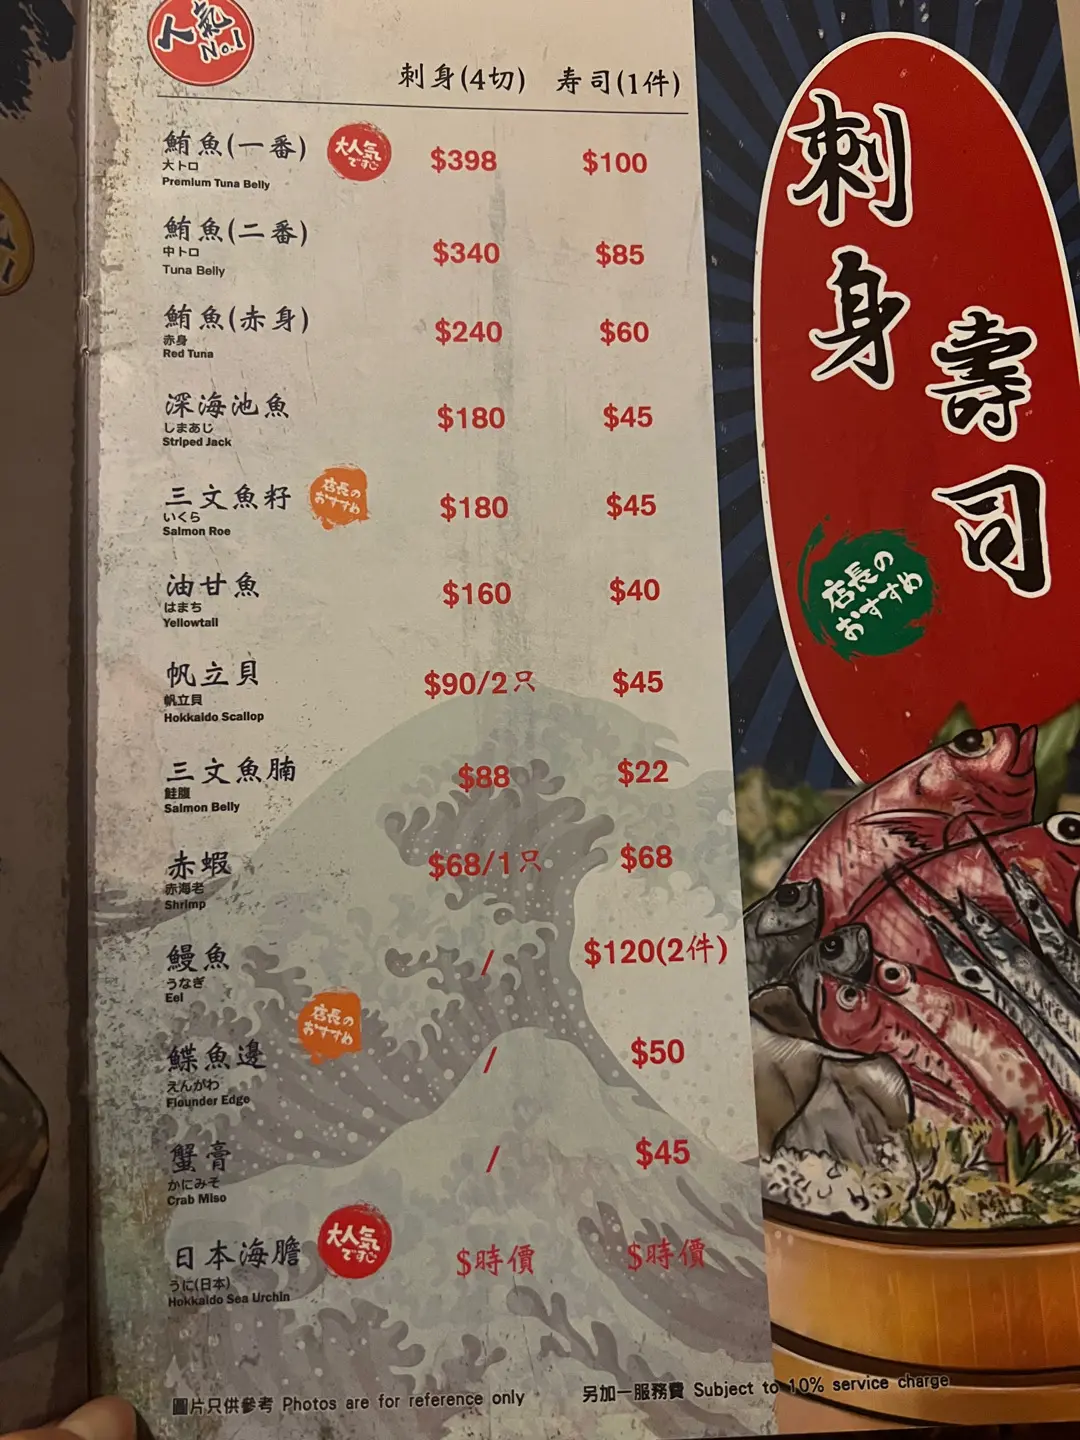 人氣
No.1
刺身(4切) 寿司(1件)
鮪魚(一番) 大人気ですジ $398 $100
大トロ
Premium Tuna Belly
鮪魚(二番) $340 $85
中トロ
Tuna Belly
鮪魚(赤身) $240 $60
赤身
Red Tuna
深海池魚 $180 $45
しまあじ
Striped Jack
三文魚籽 店長のおすすめ $180 $45
いくら
Salmon Roe
油甘魚 $160 $40
はまち
Yellowtail
帆立貝 $90/2只 $45
帆立貝
Hokkaido Scallop
三文魚腩 $88 $22
鮭腹
Salmon Belly
赤蝦 $68/1只 $68
赤海老
Shrimp
鰻魚 / $120(2件)
うなぎ
Eel
鰈魚邊 店長のおすすめ / $50
えんがわ
Flounder Edge
蟹膏 / $45
かにみそ
Crab Miso
日本海膽 大人気です $時價 $時價
うに(日本)
Hokkaido Sea Urchin
圖片只供參考 Photos are for reference only
另加一服務費 Subject to 10% service charge
刺身
壽司
店長の
おすすめ